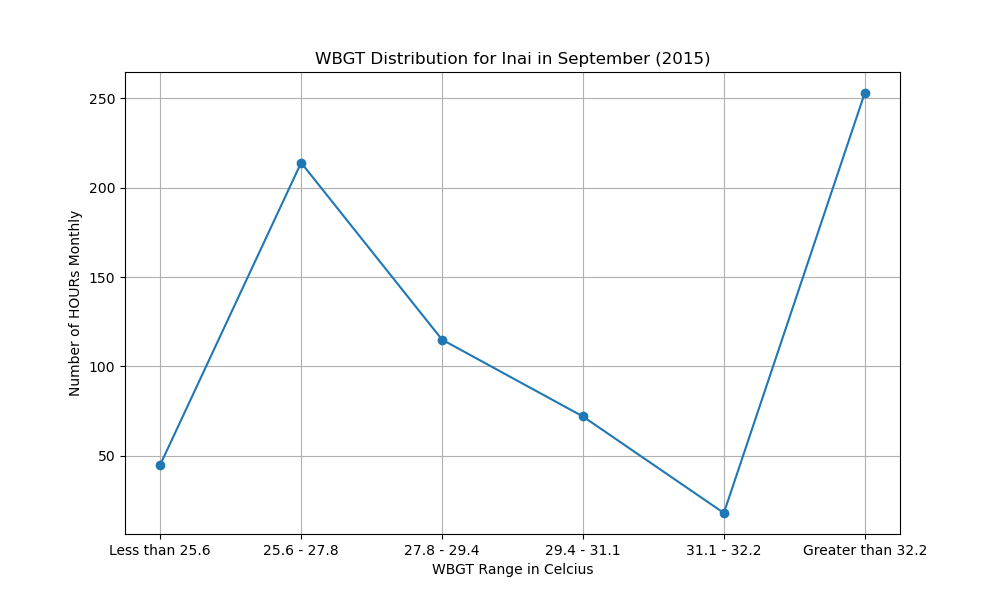 WBGT Distribution for Inai in September (2015)
Number of HOURs Monthly
250
200
150
100
50
Less than 25.6
25.6 - 27.8
27.8 - 29.4
29.4 - 31.1
31.1 - 32.2
Greater than 32.2
WBGT Range in Celcius